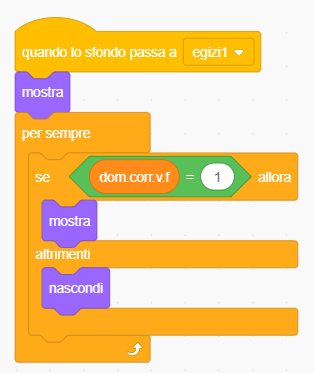 quando lo sfondo passa a egizi1
mostra
per sempre
se dom.corr.v.f = 1 allora
mostra
altrimenti
nascondi